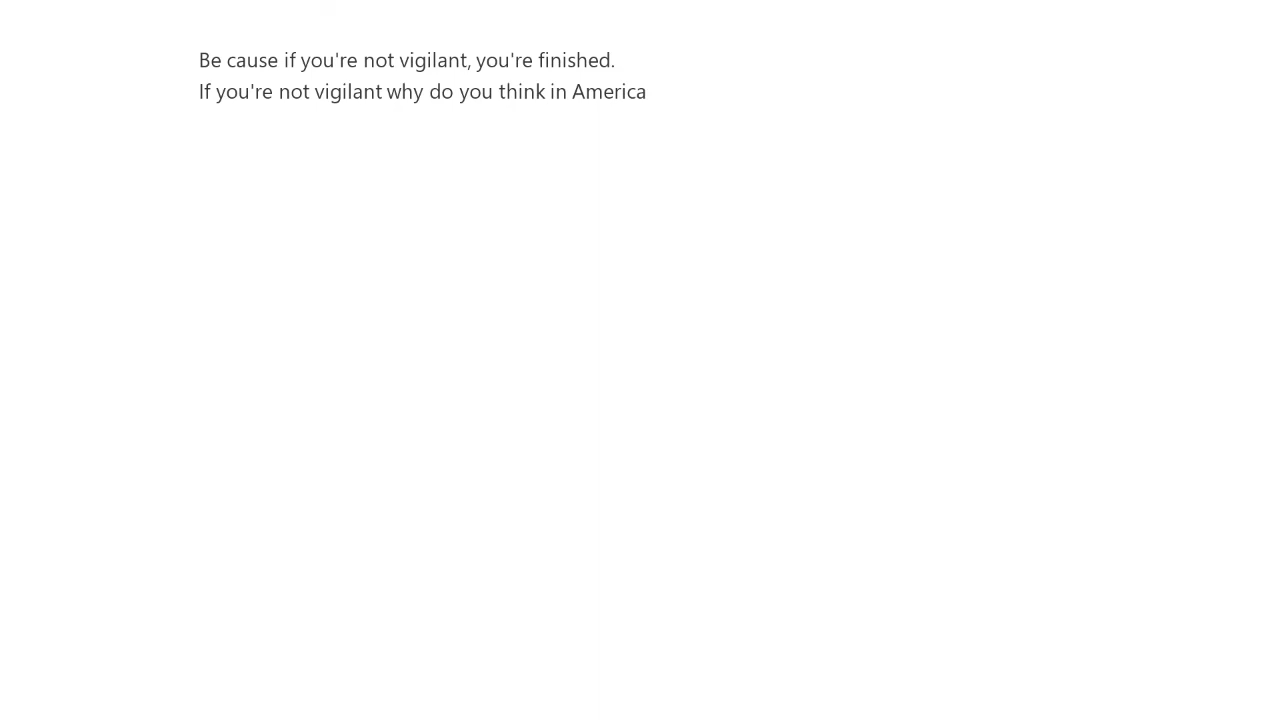 Be cause if you're not vigilant, you're finished.
If you're not vigilant why do you think in America